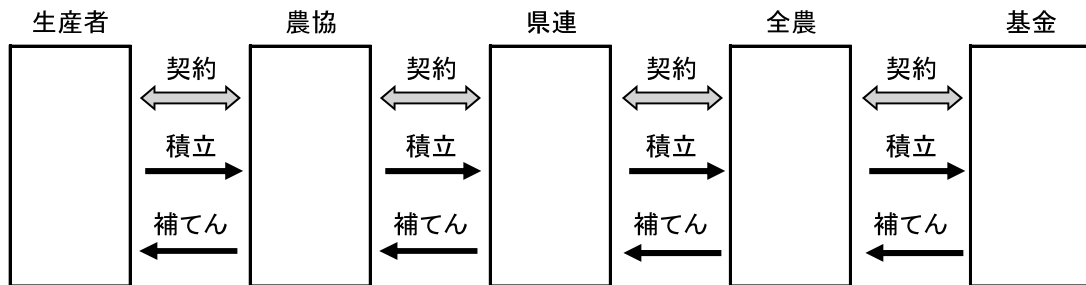 生産者 農協 県連 全農 基金
契約 契約 契約 契約
積立 積立 積立 積立
補てん 補てん 補てん 補てん